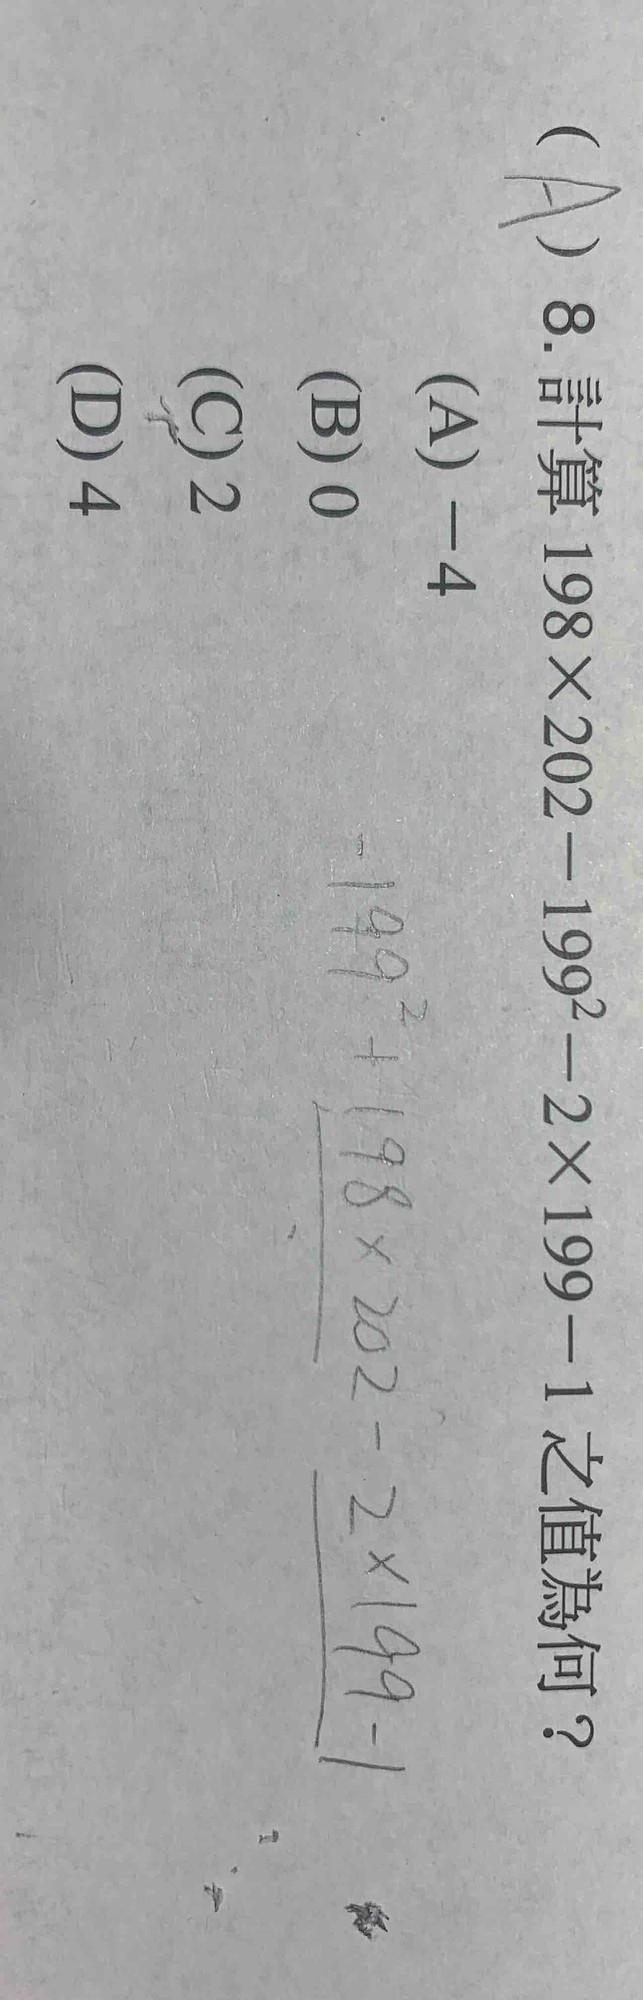 (A) 8. 計算 198×202－199²－2×199－1 之值為何？
(A) －4
(B) 0
(C) 2
(D) 4
-199² + 198 × 202 - 2 × 199 - 1